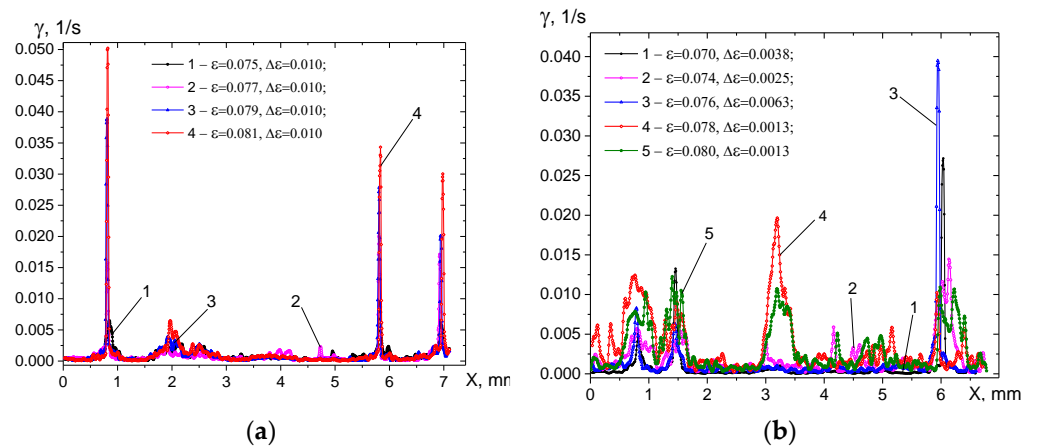 γ, 1/s
0.050
0.045
0.040
0.035
0.030
0.025
0.020
0.015
0.010
0.005
0.000
1 – ε=0.075, Δε=0.010;
2 – ε=0.077, Δε=0.010;
3 – ε=0.079, Δε=0.010;
4 – ε=0.081, Δε=0.010
4
1
3
2
0 1 2 3 4 5 6 7
X, mm
(a)
γ, 1/s
0.040
0.035
0.030
0.025
0.020
0.015
0.010
0.005
0.000
1 – ε=0.070, Δε=0.0038;
2 – ε=0.074, Δε=0.0025;
3 – ε=0.076, Δε=0.0063;
4 – ε=0.078, Δε=0.0013;
5 – ε=0.080, Δε=0.0013
3
4
5
2
1
0 1 2 3 4 5 6
X, mm
(b)